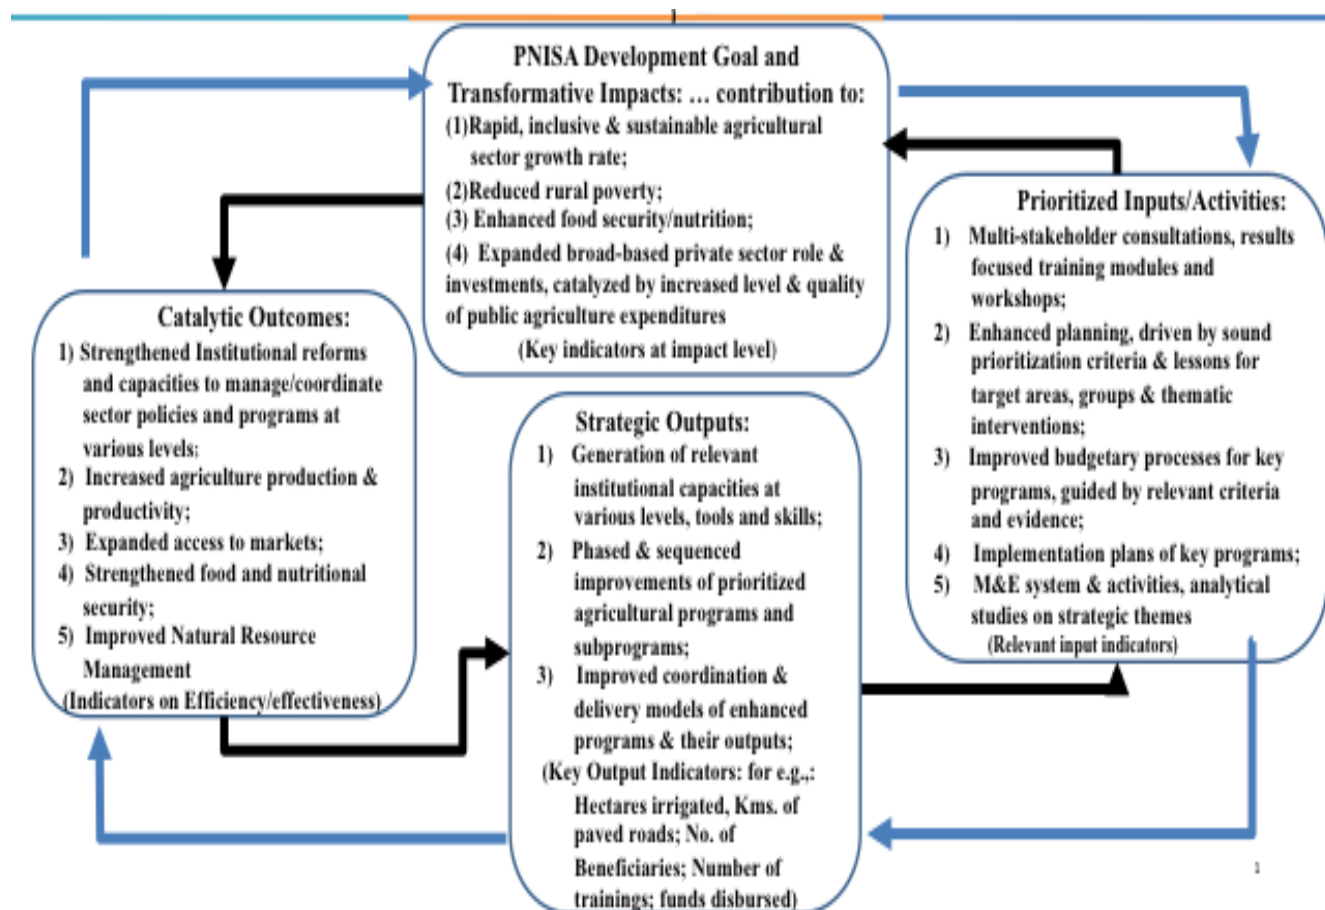 PNISA Development Goal and
Transformative Impacts: … contribution to:
(1)Rapid, inclusive & sustainable agricultural
sector growth rate;
(2)Reduced rural poverty;
(3) Enhanced food security/nutrition;
(4) Expanded broad-based private sector role &
investments, catalyzed by increased level & quality
of public agriculture expenditures
(Key indicators at impact level)
Catalytic Outcomes:
1) Strengthened Institutional reforms
and capacities to manage/coordinate
sector policies and programs at
various levels;
2) Increased agriculture production &
productivity;
3) Expanded access to markets;
4) Strengthened food and nutritional
security;
5) Improved Natural Resource
Management
(Indicators on Efficiency/effectiveness)
Strategic Outputs:
1) Generation of relevant
institutional capacities at
various levels, tools and skills;
2) Phased & sequenced
improvements of prioritized
agricultural programs and
subprograms;
3) Improved coordination &
delivery models of enhanced
programs & their outputs;
(Key Output Indicators: for e.g.,:
Hectares irrigated, Kms. of
paved roads; No. of
Beneficiaries; Number of
trainings; funds disbursed)
Prioritized Inputs/Activities:
1) Multi-stakeholder consultations, results
focused training modules and
workshops;
2) Enhanced planning, driven by sound
prioritization criteria & lessons for
target areas, groups & thematic
interventions;
3) Improved budgetary processes for key
programs, guided by relevant criteria
and evidence;
4) Implementation plans of key programs;
5) M&E system & activities, analytical
studies on strategic themes
(Relevant input indicators)
1